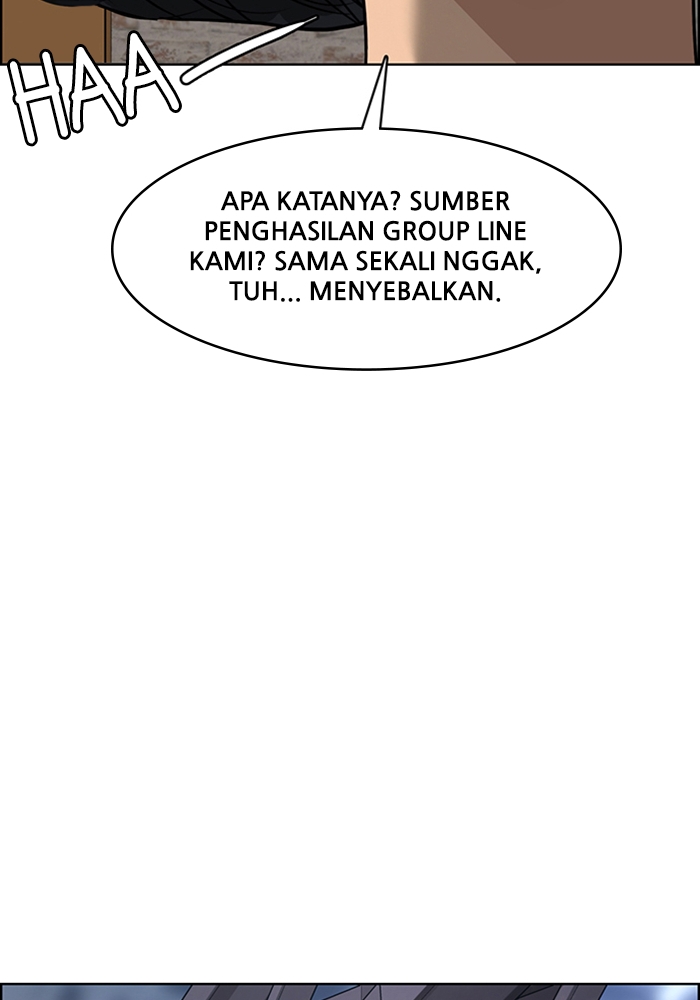 HAA
APA KATANYA? SUMBER
PENGHASILAN GROUP LINE
KAMI? SAMA SEKALI NGGAK,
TUH... MENYEBALKAN.